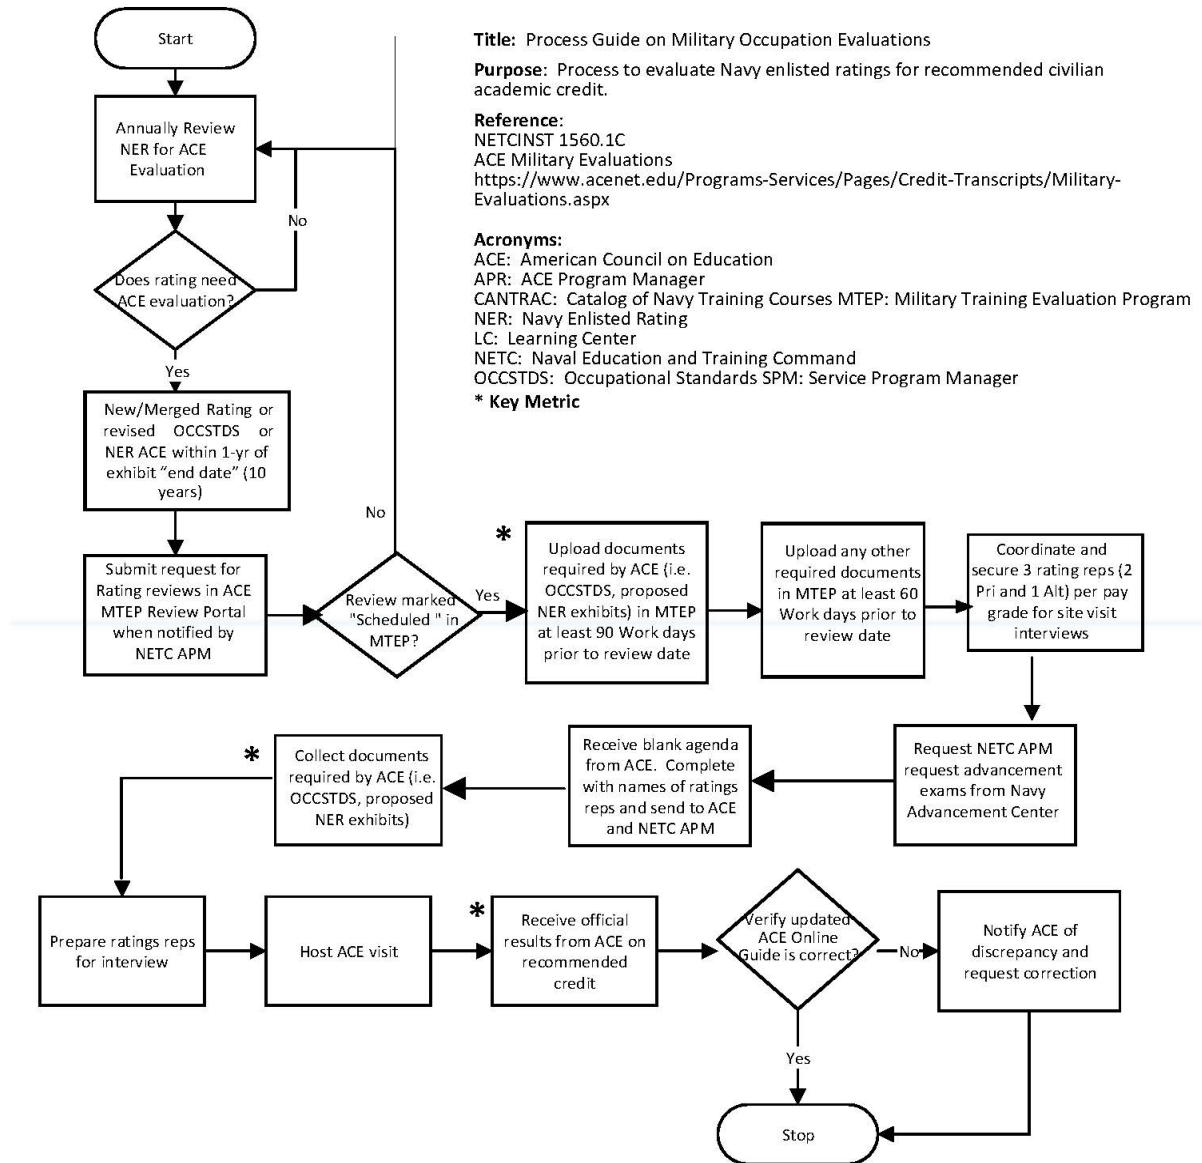 Start
Title: Process Guide on Military Occupation Evaluations
Purpose: Process to evaluate Navy enlisted ratings for recommended civilian
academic credit.
Reference:
NETCINST 1560.1C
ACE Military Evaluations
https://www.acenet.edu/Programs-Services/Pages/Credit-Transcripts/Military-
Evaluations.aspx
Acronyms:
ACE: American Council on Education
APR: ACE Program Manager
CANTRAC: Catalog of Navy Training Courses MTEP: Military Training Evaluation Program
NER: Navy Enlisted Rating
LC: Learning Center
NETC: Naval Education and Training Command
OCCSTDS: Occupational Standards SPM: Service Program Manager
* Key Metric
Annually Review
NER for ACE
Evaluation
No
Does rating need
ACE evaluation?
Yes
New/Merged Rating or
revised OCCSTDS or
NER ACE within 1-yr of
exhibit “end date” (10
years)
Submit request for
Rating reviews in ACE
MTEP Review Portal
when notified by
NETC APM
No
Review marked
"Scheduled " in
MTEP?
Yes
*
Upload documents
required by ACE (i.e.
OCCSTDS, proposed
NER exhibits) in MTEP
at least 90 Work days
prior to review date
Upload any other
required documents
in MTEP at least 60
Work days prior to
review date
Coordinate and
secure 3 rating reps (2
Pri and 1 Alt) per pay
grade for site visit
interviews
Request NETC APM
request advancement
exams from Navy
Advancement Center
Receive blank agenda
from ACE. Complete
with names of ratings
reps and send to ACE
and NETC APM
*
Collect documents
required by ACE (i.e.
OCCSTDS, proposed
NER exhibits)
Prepare ratings reps
for interview
Host ACE visit
*
Receive official
results from ACE on
recommended
credit
Verify updated
ACE Online
Guide is correct?
No
Notify ACE of
discrepancy and
request correction
Yes
Stop